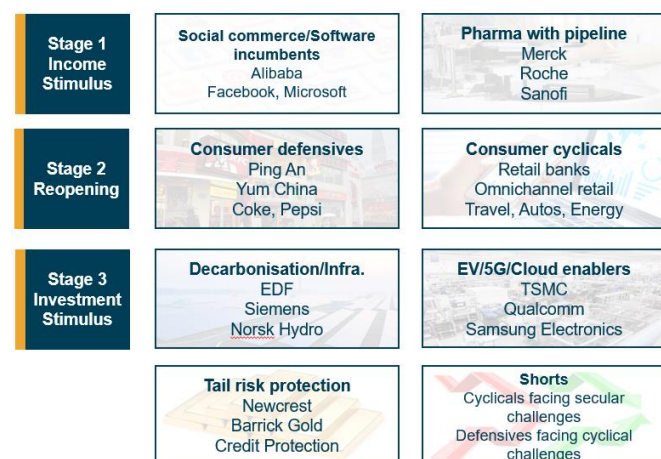 Stage 1
Income
Stimulus
Social commerce/Software
incumbents
Alibaba
Facebook, Microsoft
Pharma with pipeline
Merck
Roche
Sanofi
Stage 2
Reopening
Consumer defensives
Ping An
Yum China
Coke, Pepsi
Consumer cyclicals
Retail banks
Omnichannel retail
Travel, Autos, Energy
Stage 3
Investment
Stimulus
Decarbonisation/Infra.
EDF
Siemens
Norsk Hydro
EV/5G/Cloud enablers
TSMC
Qualcomm
Samsung Electronics
Tail risk protection
Newcrest
Barrick Gold
Credit Protection
Shorts
Cyclicals facing secular
challenges
Defensives facing cyclical
challenges